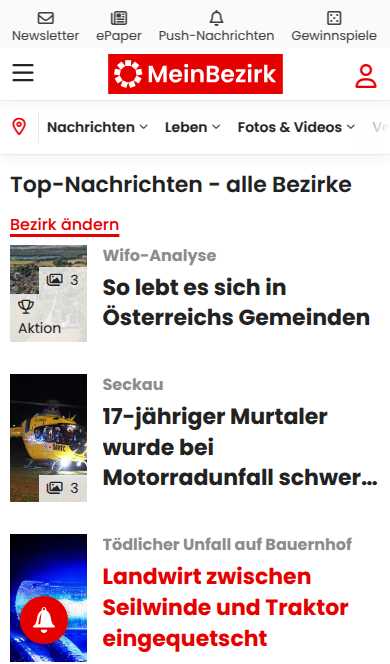 Newsletter
ePaper
Push-Nachrichten
Gewinnspiele
MeinBezirk
Nachrichten
Leben
Fotos & Videos
Top-Nachrichten - alle Bezirke
Bezirk ändern
3
Aktion
Wifo-Analyse
So lebt es sich in
Österreichs Gemeinden
3
Seckau
17-jähriger Murtaler
wurde bei
Motorradunfall schwer...
Tödlicher Unfall auf Bauernhof
Landwirt zwischen
Seilwinde und Traktor
eingequetscht